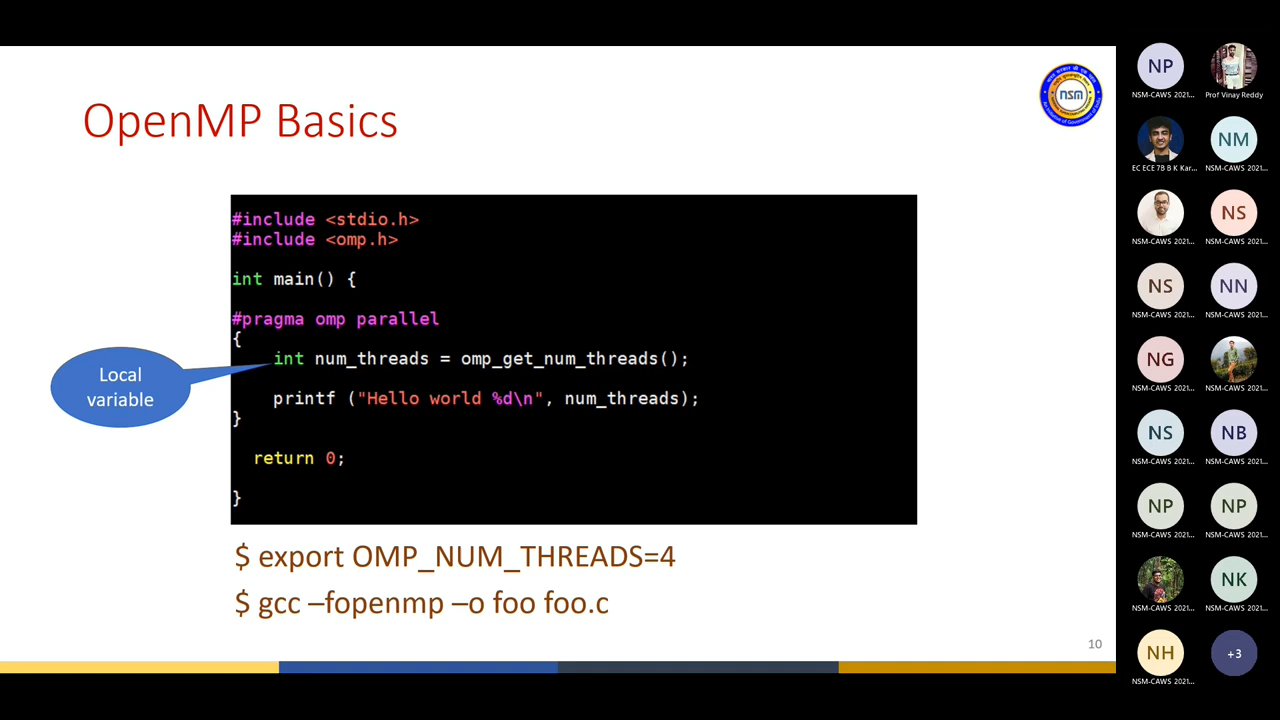 OpenMP Basics
nsm
#include <stdio.h>
#include <omp.h>
int main() {
#pragma omp parallel
{
int num_threads = omp_get_num_threads();
printf ("Hello world %d\n", num_threads);
}
return 0;
}
Local
variable
$ export OMP_NUM_THREADS=4
$ gcc –fopenmp –o foo foo.c
10
NP
NSM-CAWS 2021...
Prof Vinay Reddy
EC ECE 7B B K Kar...
NM
NSM-CAWS 2021...
NSM-CAWS 2021...
NS
NSM-CAWS 2021...
NS
NSM-CAWS 2021...
NN
NSM-CAWS 2021...
NG
NSM-CAWS 2021...
NSM-CAWS 2021...
NS
NSM-CAWS 2021...
NB
NSM-CAWS 2021...
NP
NSM-CAWS 2021...
NP
NSM-CAWS 2021...
NSM-CAWS 2021...
NK
NSM-CAWS 2021...
NH
NSM-CAWS 2021...
+3